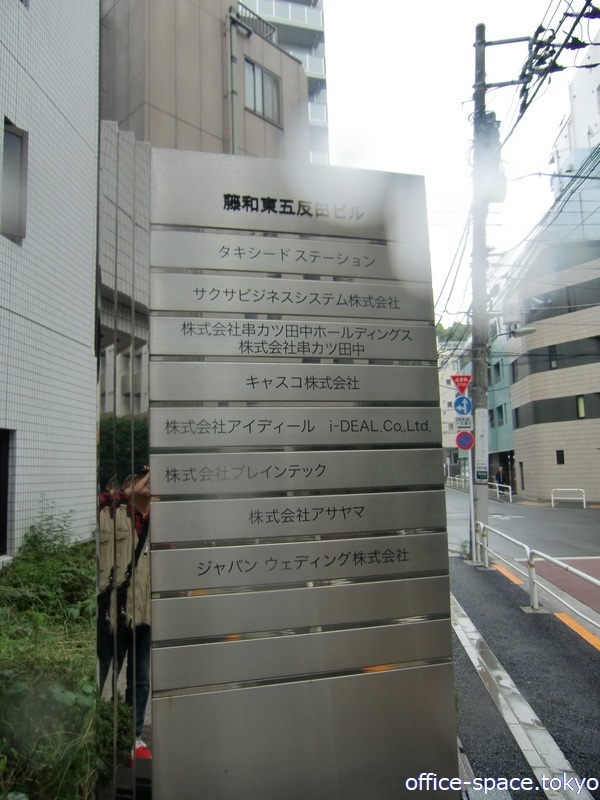 藤和東五反田ビル
タキシードステーション
サクサビジネスシステム株式会社
株式会社串カツ田中ホールディングス
株式会社串カツ田中
キャスコ株式会社
株式会社アイディール　i-DEAL.Co.,Ltd.
株式会社ブレインテック
株式会社アサヤマ
ジャパン ウェディング株式会社
office-space.tokyo